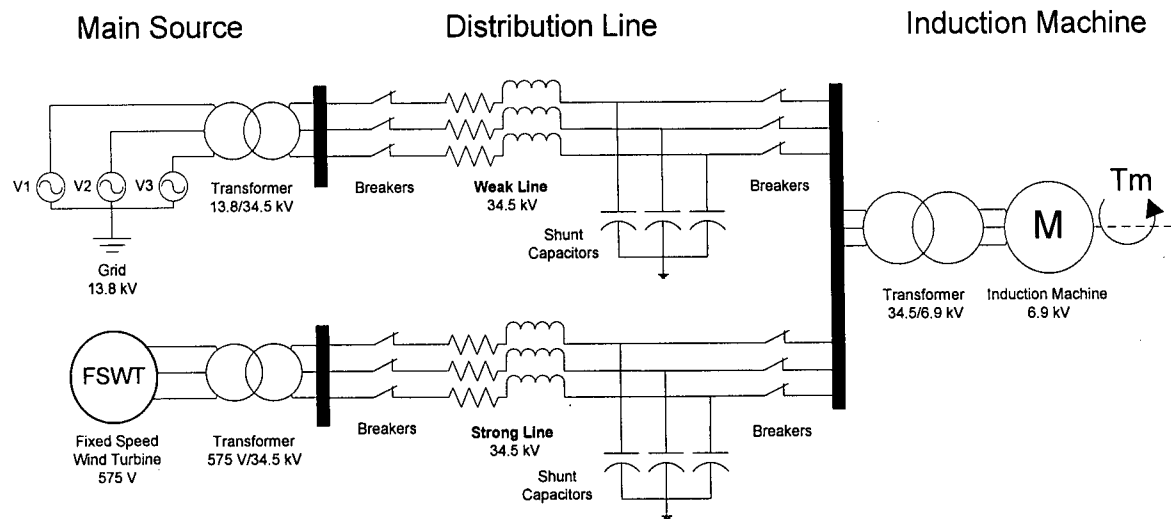 Main Source
Distribution Line
Induction Machine
V1
V2
V3
Transformer
13.8/34.5 kV
Breakers
Weak Line
34.5 kV
Breakers
Shunt
Capacitors
Grid
13.8 kV
Tm
M
Transformer
34.5/6.9 kV
Induction Machine
6.9 kV
FSWT
Fixed Speed
Wind Turbine
575 V
Transformer
575 V/34.5 kV
Breakers
Strong Line
34.5 kV
Breakers
Shunt
Capacitors